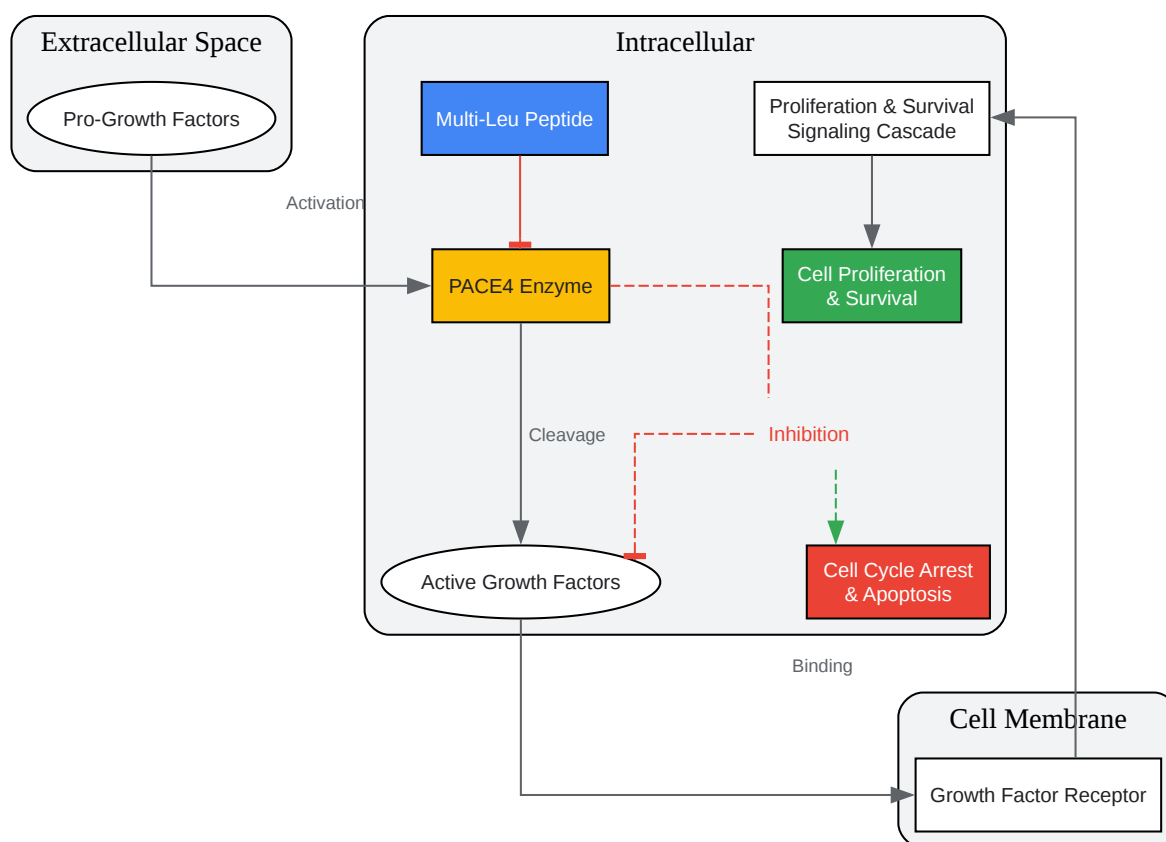 Extracellular Space
Intracellular
Pro-Growth Factors
Multi-Leu Peptide
Proliferation & Survival
Signaling Cascade
Activation
PACE4 Enzyme
Cell Proliferation
& Survival
Cleavage
Inhibition
Active Growth Factors
Cell Cycle Arrest
& Apoptosis
Binding
Cell Membrane
Growth Factor Receptor